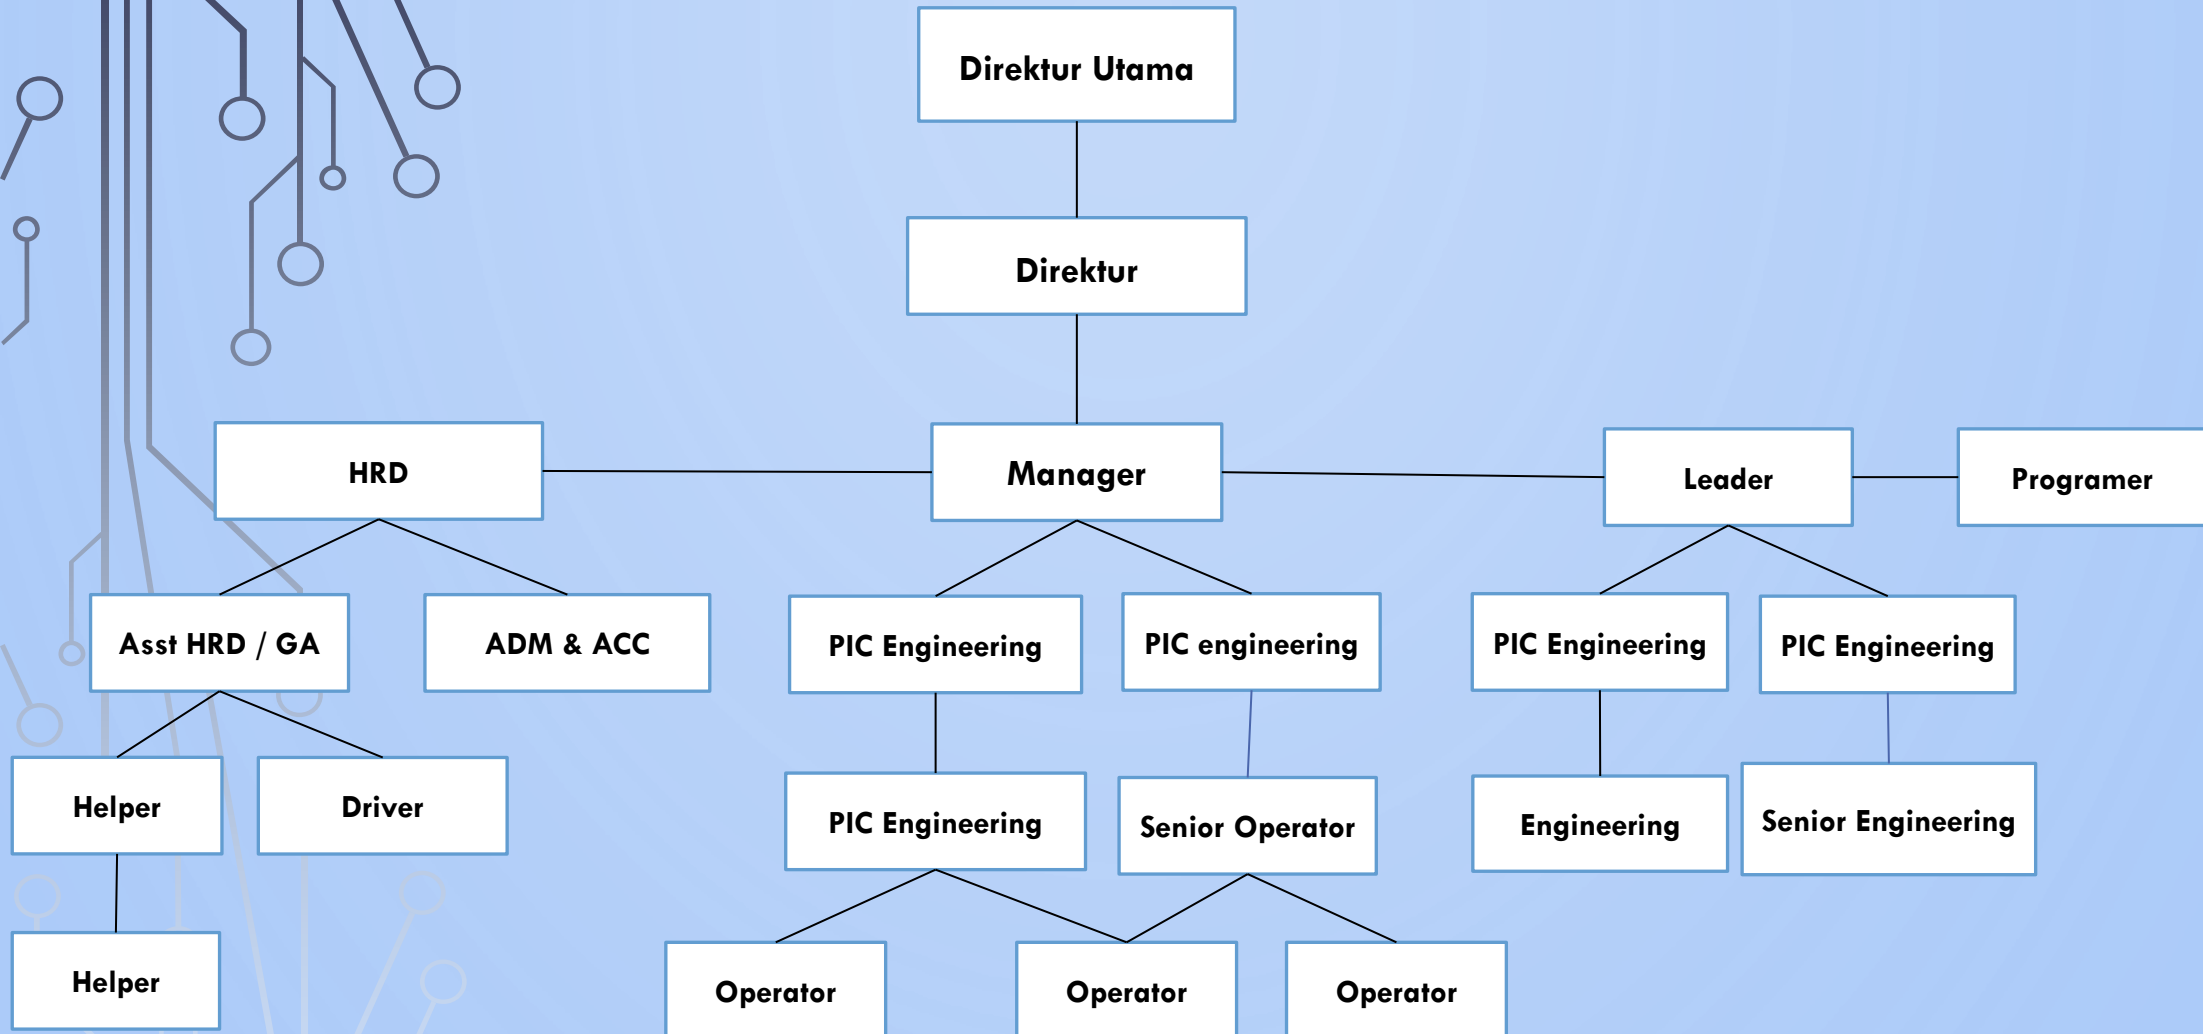 Direktur Utama
Direktur
HRD
Manager
Leader
Programer
Asst HRD / GA
ADM & ACC
PIC Engineering
PIC engineering
PIC Engineering
PIC Engineering
Helper
Driver
PIC Engineering
Senior Operator
Engineering
Senior Engineering
Helper
Operator
Operator
Operator